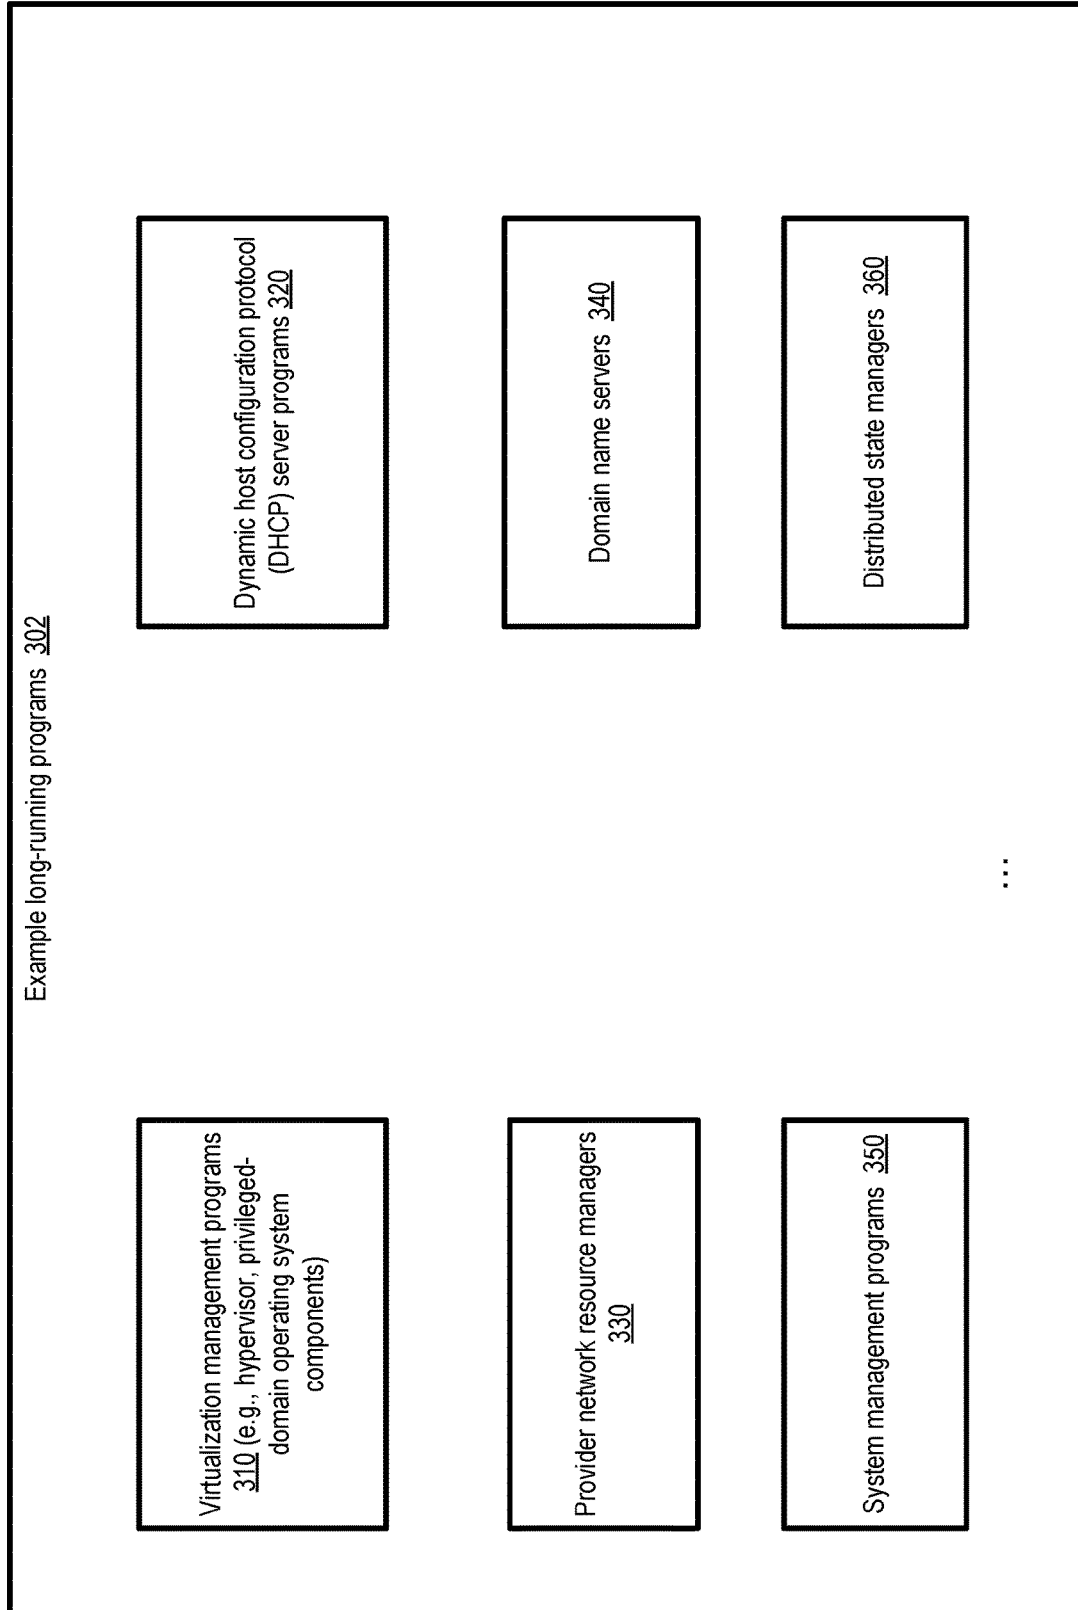 Example long-running programs 302
Virtualization management programs
310 (e.g., hypervisor, privileged-
domain operating system
components)
Dynamic host configuration protocol
(DHCP) server programs 320
Provider network resource managers
330
Domain name servers 340
System management programs 350
Distributed state managers 360
...